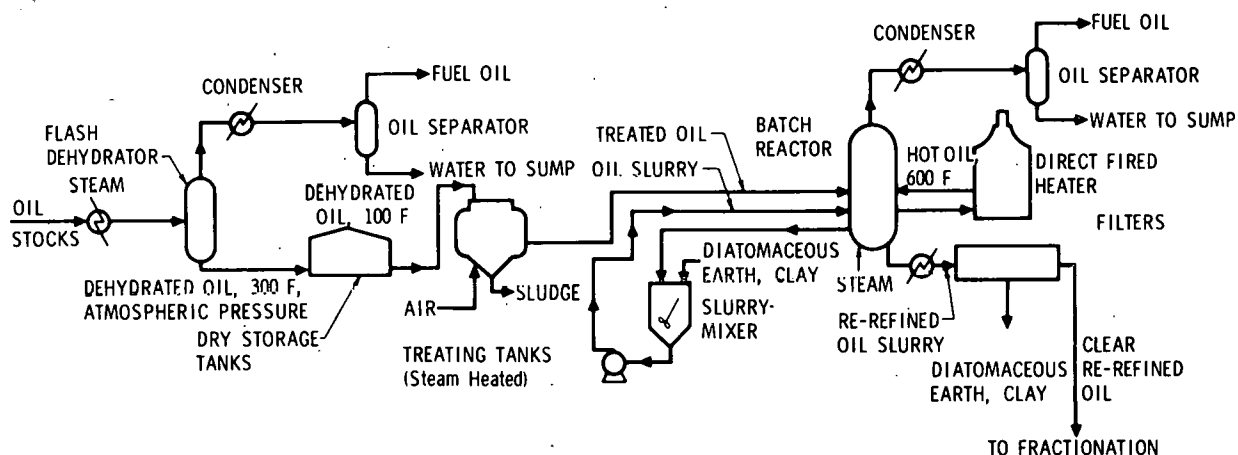 FUEL OIL
CONDENSER
OIL SEPARATOR
WATER TO SUMP
FLASH
DEHYDRATOR
STEAM
OIL
STOCKS
DEHYDRATED OIL, 300 F,
ATMOSPHERIC PRESSURE
DRY STORAGE
TANKS
DEHYDRATED
OIL, 100 F
AIR
SLUDGE
TREATING TANKS
(Steam Heated)
TREATED OIL
OIL SLURRY
DIATOMACEOUS
EARTH, CLAY
SLURRY-
MIXER
BATCH
REACTOR
CONDENSER
FUEL OIL
OIL SEPARATOR
WATER TO SUMP
HOT OIL
600 F
DIRECT FIRED
HEATER
FILTERS
STEAM
RE-REFINED
OIL SLURRY
DIATOMACEOUS
EARTH, CLAY
CLEAR
RE-REFINED
OIL
TO FRACTIONATION